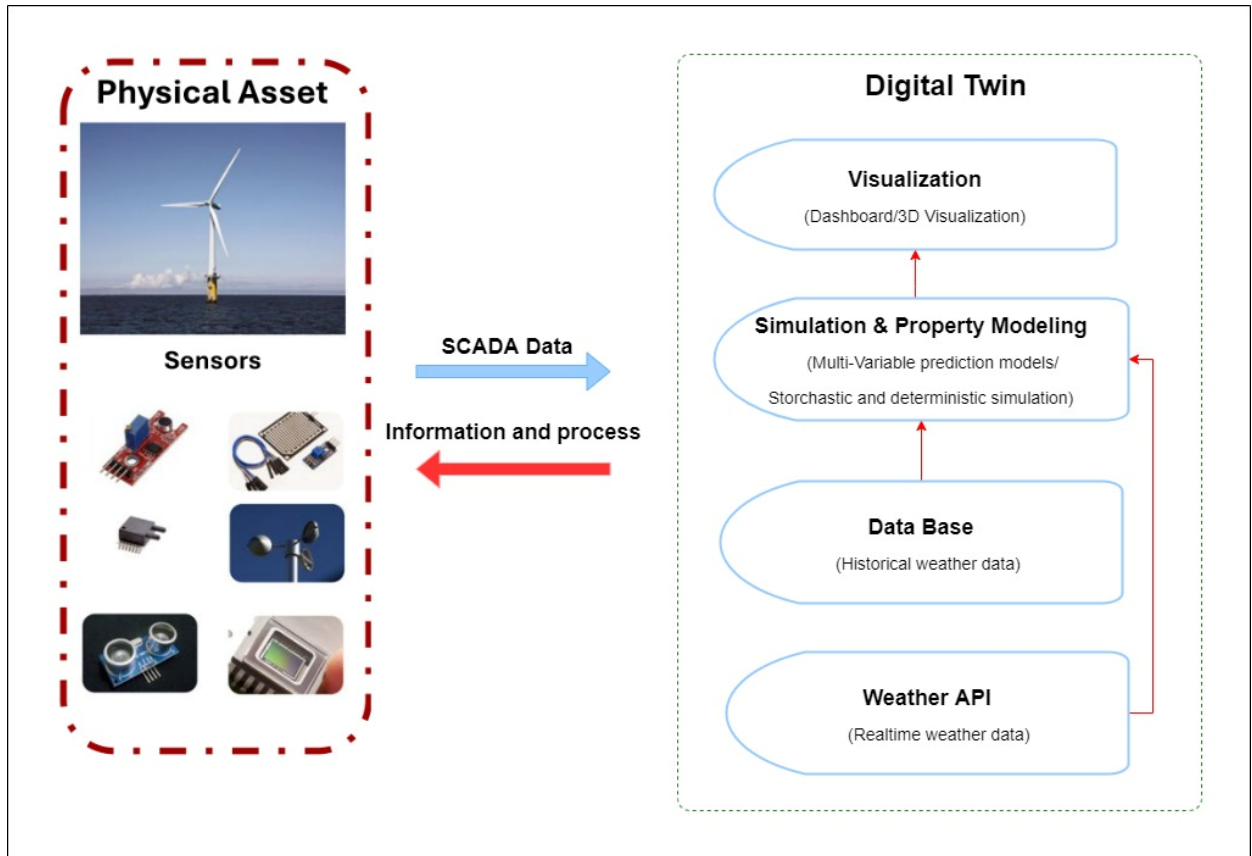 Physical Asset
Sensors
SCADA Data
Information and process
Digital Twin
Visualization
(Dashboard/3D Visualization)
Simulation & Property Modeling
(Multi-Variable prediction models/
Storchastic and deterministic simulation)
Data Base
(Historical weather data)
Weather API
(Realtime weather data)